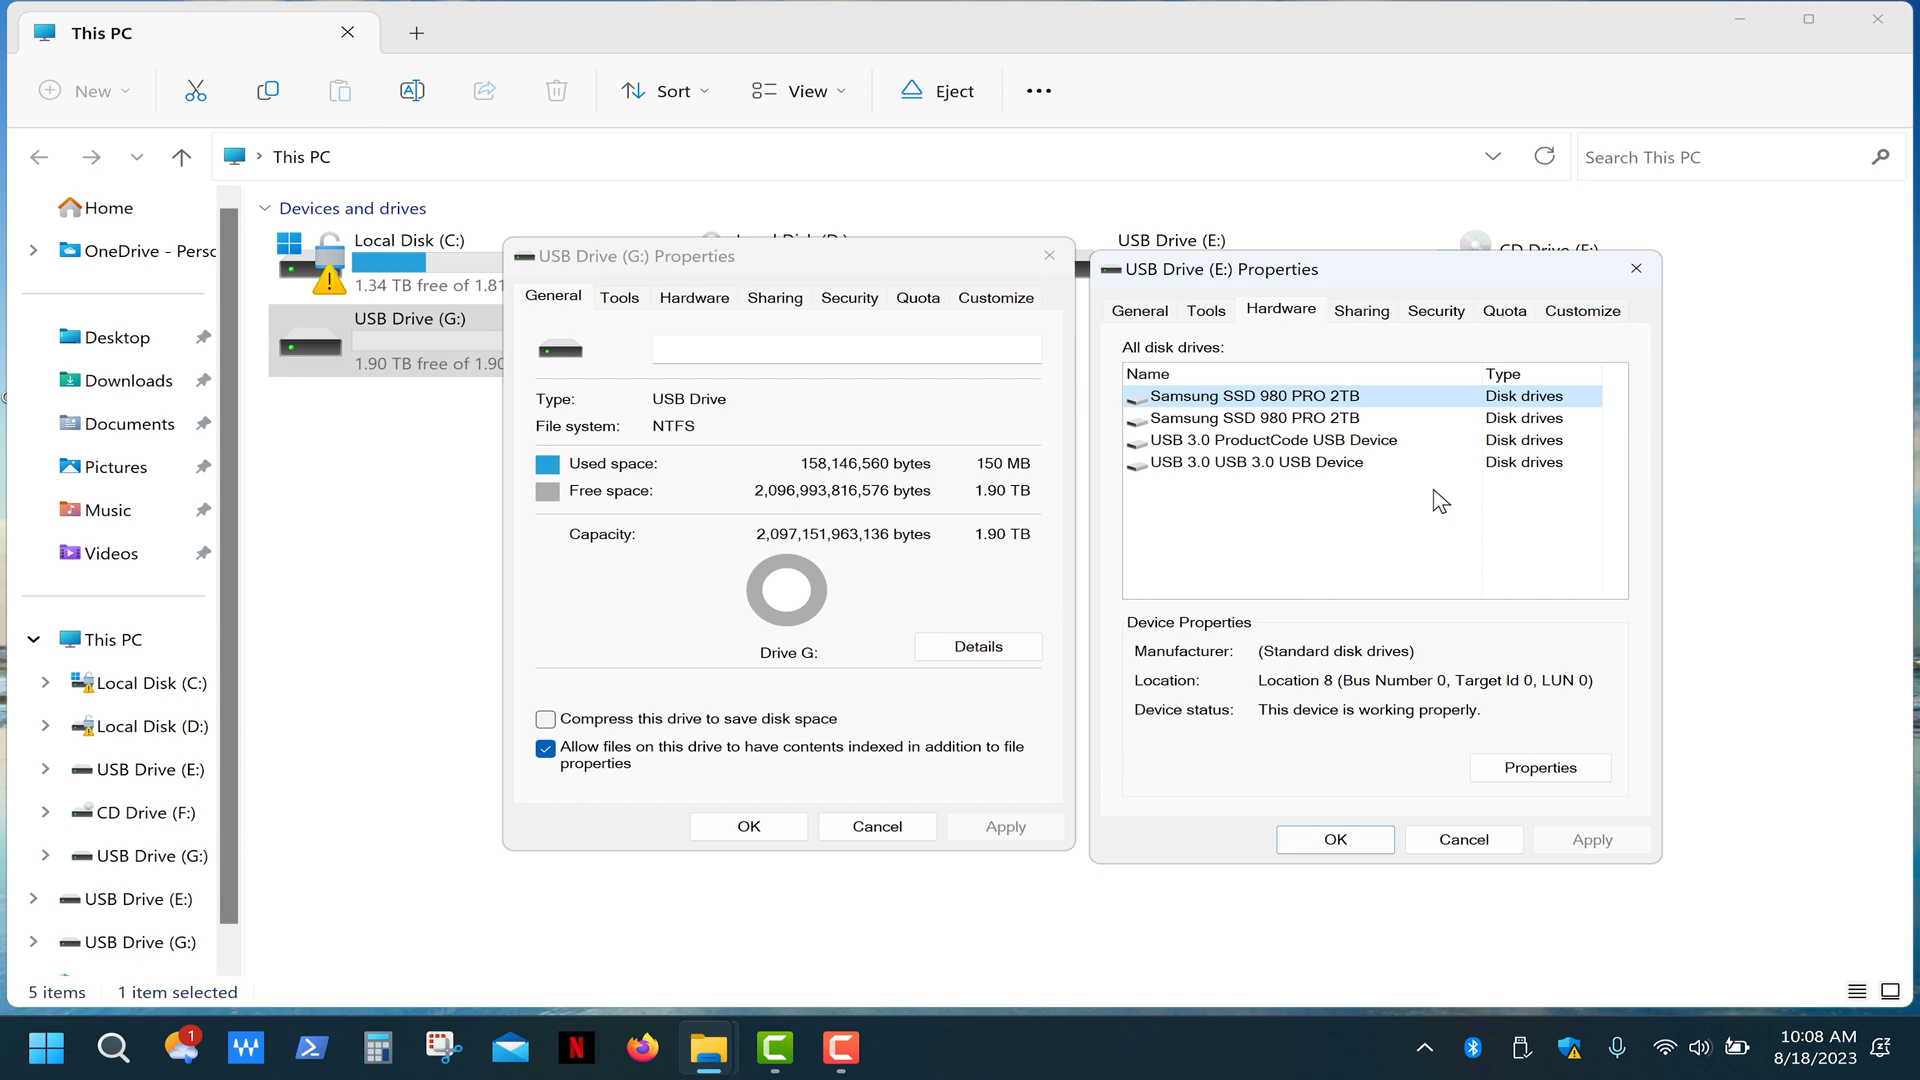 This PC
New
Sort
View
Eject
This PC
Search This PC
Home
OneDrive - Persc
Desktop
Downloads
Documents
Pictures
Music
Videos
This PC
Local Disk (C:)
Local Disk (D:)
USB Drive (E:)
CD Drive (F:)
USB Drive (G:)
USB Drive (E:)
USB Drive (G:)
Devices and drives
Local Disk (C:)
1.34 TB free of 1.81
USB Drive (G:)
1.90 TB free of 1.90
Local Disk (D:)
USB Drive (E:)
CD Drive (F:)
USB Drive (G:) Properties
General Tools Hardware Sharing Security Quota Customize
Type: USB Drive
File system: NTFS
Used space: 158,146,560 bytes 150 MB
Free space: 2,096,993,816,576 bytes 1.90 TB
Capacity: 2,097,151,963,136 bytes 1.90 TB
Drive G:
Details
Compress this drive to save disk space
Allow files on this drive to have contents indexed in addition to file
properties
OK Cancel Apply
USB Drive (E:) Properties
General Tools Hardware Sharing Security Quota Customize
All disk drives:
Name Type
Samsung SSD 980 PRO 2TB Disk drives
Samsung SSD 980 PRO 2TB Disk drives
USB 3.0 ProductCode USB Device Disk drives
USB 3.0 USB 3.0 USB Device Disk drives
Device Properties
Manufacturer: (Standard disk drives)
Location: Location 8 (Bus Number 0, Target Id 0, LUN 0)
Device status: This device is working properly.
Properties
OK Cancel Apply
5 items 1 item selected
1
N
10:08 AM
8/18/2023